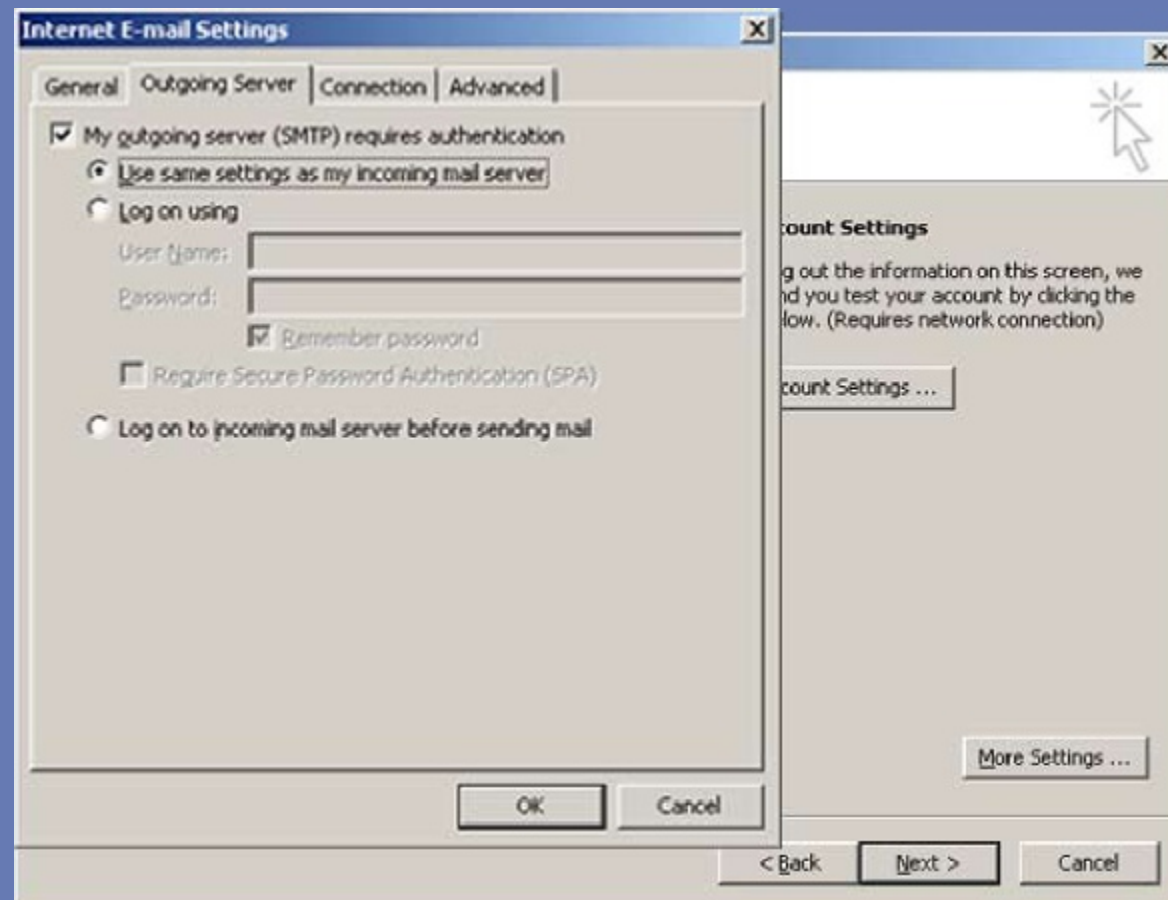 Internet E-mail Settings
General Outgoing Server Connection Advanced
My outgoing server (SMTP) requires authentication
Use same settings as my incoming mail server
Log on using
User Name:
Password:
Remember password
Require Secure Password Authentication (SPA)
Log on to incoming mail server before sending mail
OK Cancel
ount Settings
g out the information on this screen, we
nd you test your account by clicking the
low. (Requires network connection)
count Settings ...
More Settings ...
< Back Next > Cancel